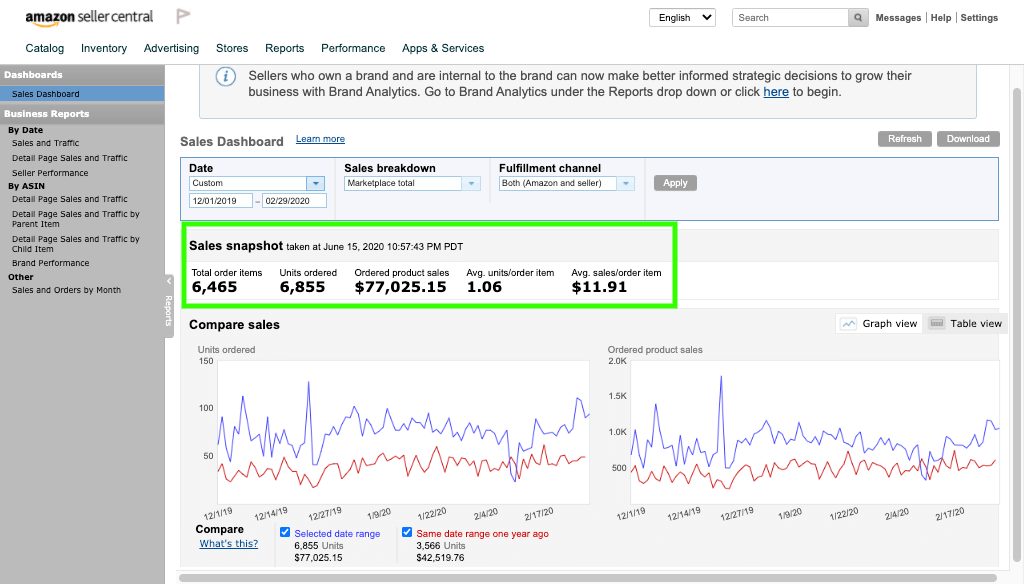 amazon seller central
English
Search
Messages | Help | Settings
Catalog Inventory Advertising Stores Reports Performance Apps & Services
Dashboards
Sales Dashboard
Business Reports
By Date
Sales and Traffic
Detail Page Sales and Traffic
Seller Performance
By ASIN
Detail Page Sales and Traffic
Detail Page Sales and Traffic by
Parent Item
Detail Page Sales and Traffic by
Child Item
Brand Performance
Other
Sales and Orders by Month
Reports
Sellers who own a brand and are internal to the brand can now make better informed strategic decisions to grow their
business with Brand Analytics. Go to Brand Analytics under the Reports drop down or click here to begin.
Sales Dashboard Learn more
Refresh Download
Date Sales breakdown Fulfillment channel
Custom Marketplace total Both (Amazon and seller) Apply
12/01/2019 – 02/29/2020
Sales snapshot taken at June 15, 2020 10:57:43 PM PDT
Total order items Units ordered Ordered product sales Avg. units/order item Avg. sales/order item
6,465 6,855 $77,025.15 1.06 $11.91
Compare sales
Graph view Table view
Units ordered
150
100
50
12/1/19 12/14/19 12/27/19 1/9/20 1/22/20 2/4/20 2/17/20
Ordered product sales
2.0K
1.5K
1.0K
500
12/1/19 12/14/19 12/27/19 1/9/20 1/22/20 2/4/20 2/17/20
Compare
What's this?
Selected date range
6,855 Units
$77,025.15
Same date range one year ago
3,566 Units
$42,519.76